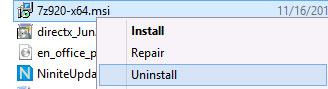 7z920-x64.msi 11/16/201
directx_Jun
Install
en_office_p
Repair
NiniteUpda
Uninstall